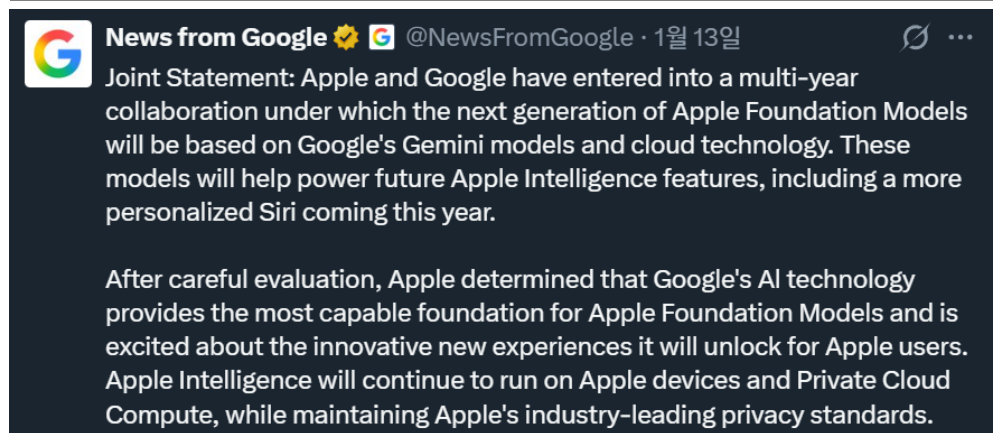 News from Google @NewsFromGoogle · 1월 13일
Joint Statement: Apple and Google have entered into a multi-year
collaboration under which the next generation of Apple Foundation Models
will be based on Google's Gemini models and cloud technology. These
models will help power future Apple Intelligence features, including a more
personalized Siri coming this year.
After careful evaluation, Apple determined that Google's AI technology
provides the most capable foundation for Apple Foundation Models and is
excited about the innovative new experiences it will unlock for Apple users.
Apple Intelligence will continue to run on Apple devices and Private Cloud
Compute, while maintaining Apple's industry-leading privacy standards.